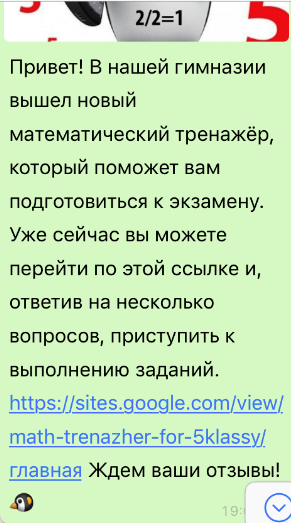 2/2=1
5
Привет! В нашей гимназии
вышел новый
математический тренажёр,
который поможет вам
подготовиться к экзамену.
Уже сейчас вы можете
перейти по этой ссылке и,
ответив на несколько
вопросов, приступить к
выполнению заданий.
https://sites.google.com/view/
math-trenazher-for-5klassy/
главная Ждем ваши отзывы!